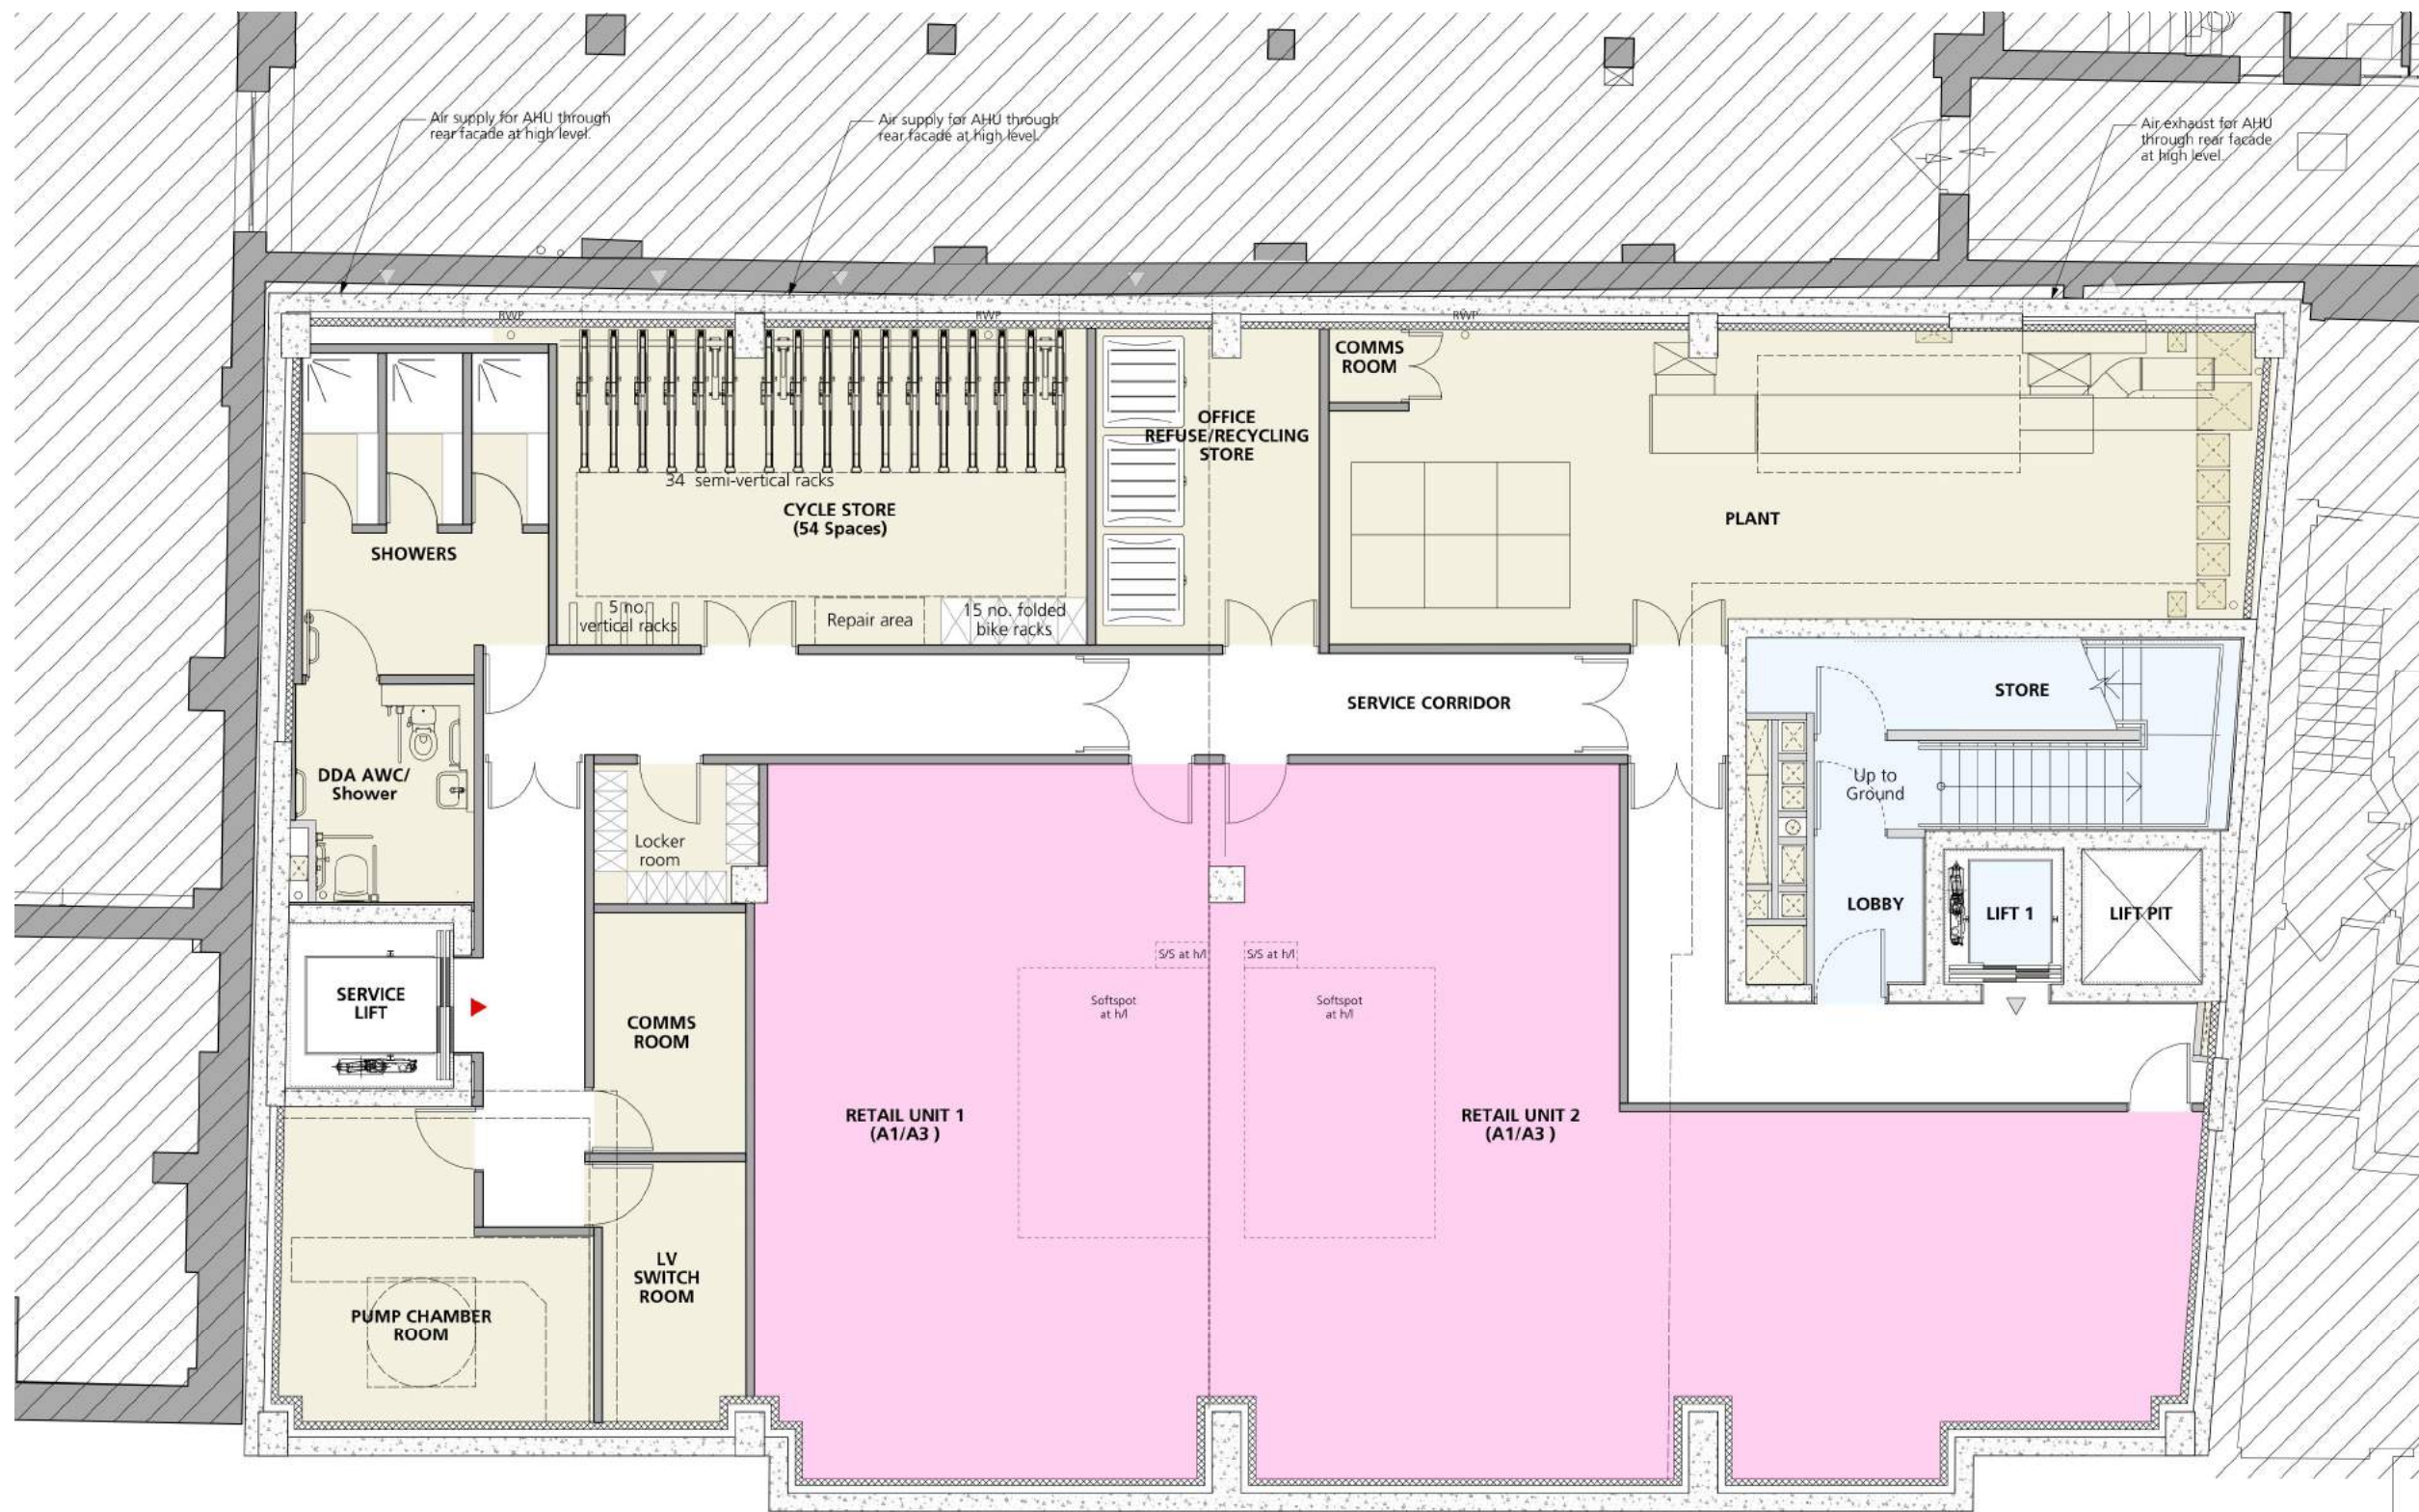 Air supply for AHU through
rear facade at high level.
Air supply for AHU through
rear facade at high level.
Air exhaust for AHU
through rear facade
at high level.
RWP
RWP
RWP
COMMS
ROOM
OFFICE
REFUSE/RECYCLING
STORE
34 semi-vertical racks
CYCLE STORE
(54 Spaces)
PLANT
SHOWERS
5 no.
vertical racks
Repair area
15 no. folded
bike racks
SERVICE CORRIDOR
STORE
DDA AWC/
Shower
Up to
Ground
Locker
room
LOBBY
LIFT 1
LIFT PIT
S/S at h/l
S/S at h/l
SERVICE
LIFT
Softspot
at h/l
Softspot
at h/l
COMMS
ROOM
RETAIL UNIT 1
(A1/A3 )
RETAIL UNIT 2
(A1/A3 )
LV
SWITCH
ROOM
PUMP CHAMBER
ROOM